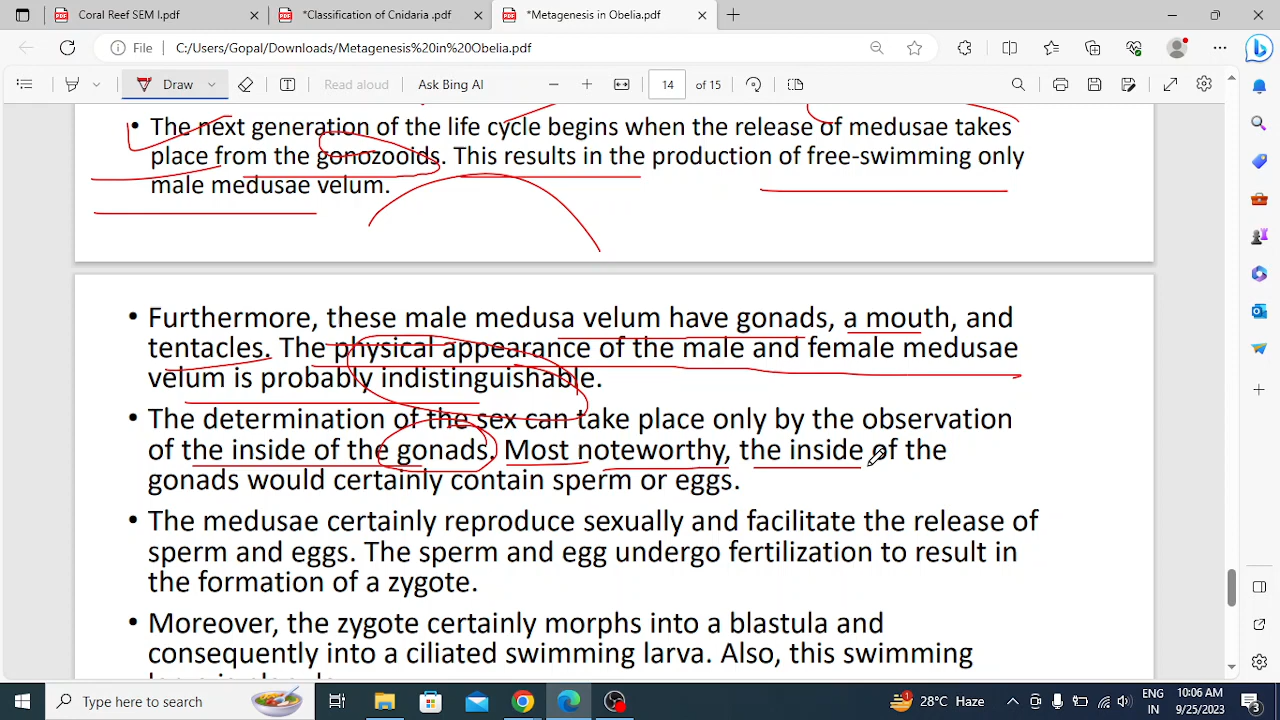 Coral Reef SEM I.pdf
*Classification of Cnidaria .pdf
*Metagenesis in Obelia.pdf
File
C:/Users/Gopal/Downloads/Metagenesis%20in%20Obelia.pdf
Draw
Read aloud
Ask Bing AI
14 of 15
• The next generation of the life cycle begins when the release of medusae takes
place from the gonozooids. This results in the production of free-swimming only
male medusae velum.
• Furthermore, these male medusa velum have gonads, a mouth, and
tentacles. The physical appearance of the male and female medusae
velum is probably indistinguishable.
• The determination of the sex can take place only by the observation
of the inside of the gonads. Most noteworthy, the inside of the
gonads would certainly contain sperm or eggs.
• The medusae certainly reproduce sexually and facilitate the release of
sperm and eggs. The sperm and egg undergo fertilization to result in
the formation of a zygote.
• Moreover, the zygote certainly morphs into a blastula and
consequently into a ciliated swimming larva. Also, this swimming
Type here to search
1
28°C Haze
ENG
IN
10:06 AM
9/25/2023
3